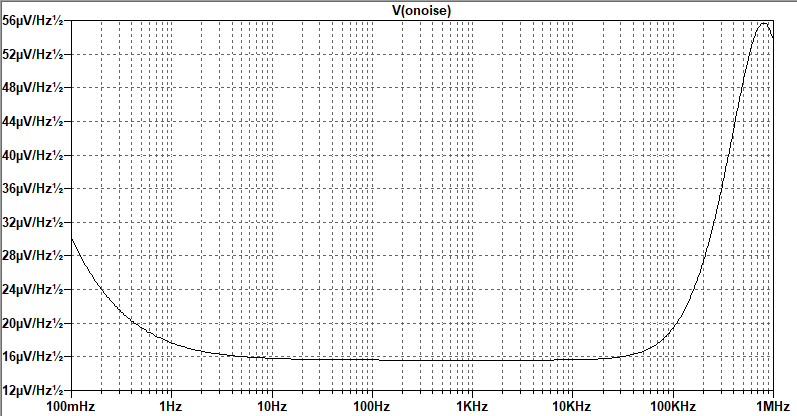 V(onoise)
56µV/Hz½
52µV/Hz½
48µV/Hz½
44µV/Hz½
40µV/Hz½
36µV/Hz½
32µV/Hz½
28µV/Hz½
24µV/Hz½
20µV/Hz½
16µV/Hz½
12µV/Hz½
100mHz 1Hz 10Hz 100Hz 1KHz 10KHz 100KHz 1MHz